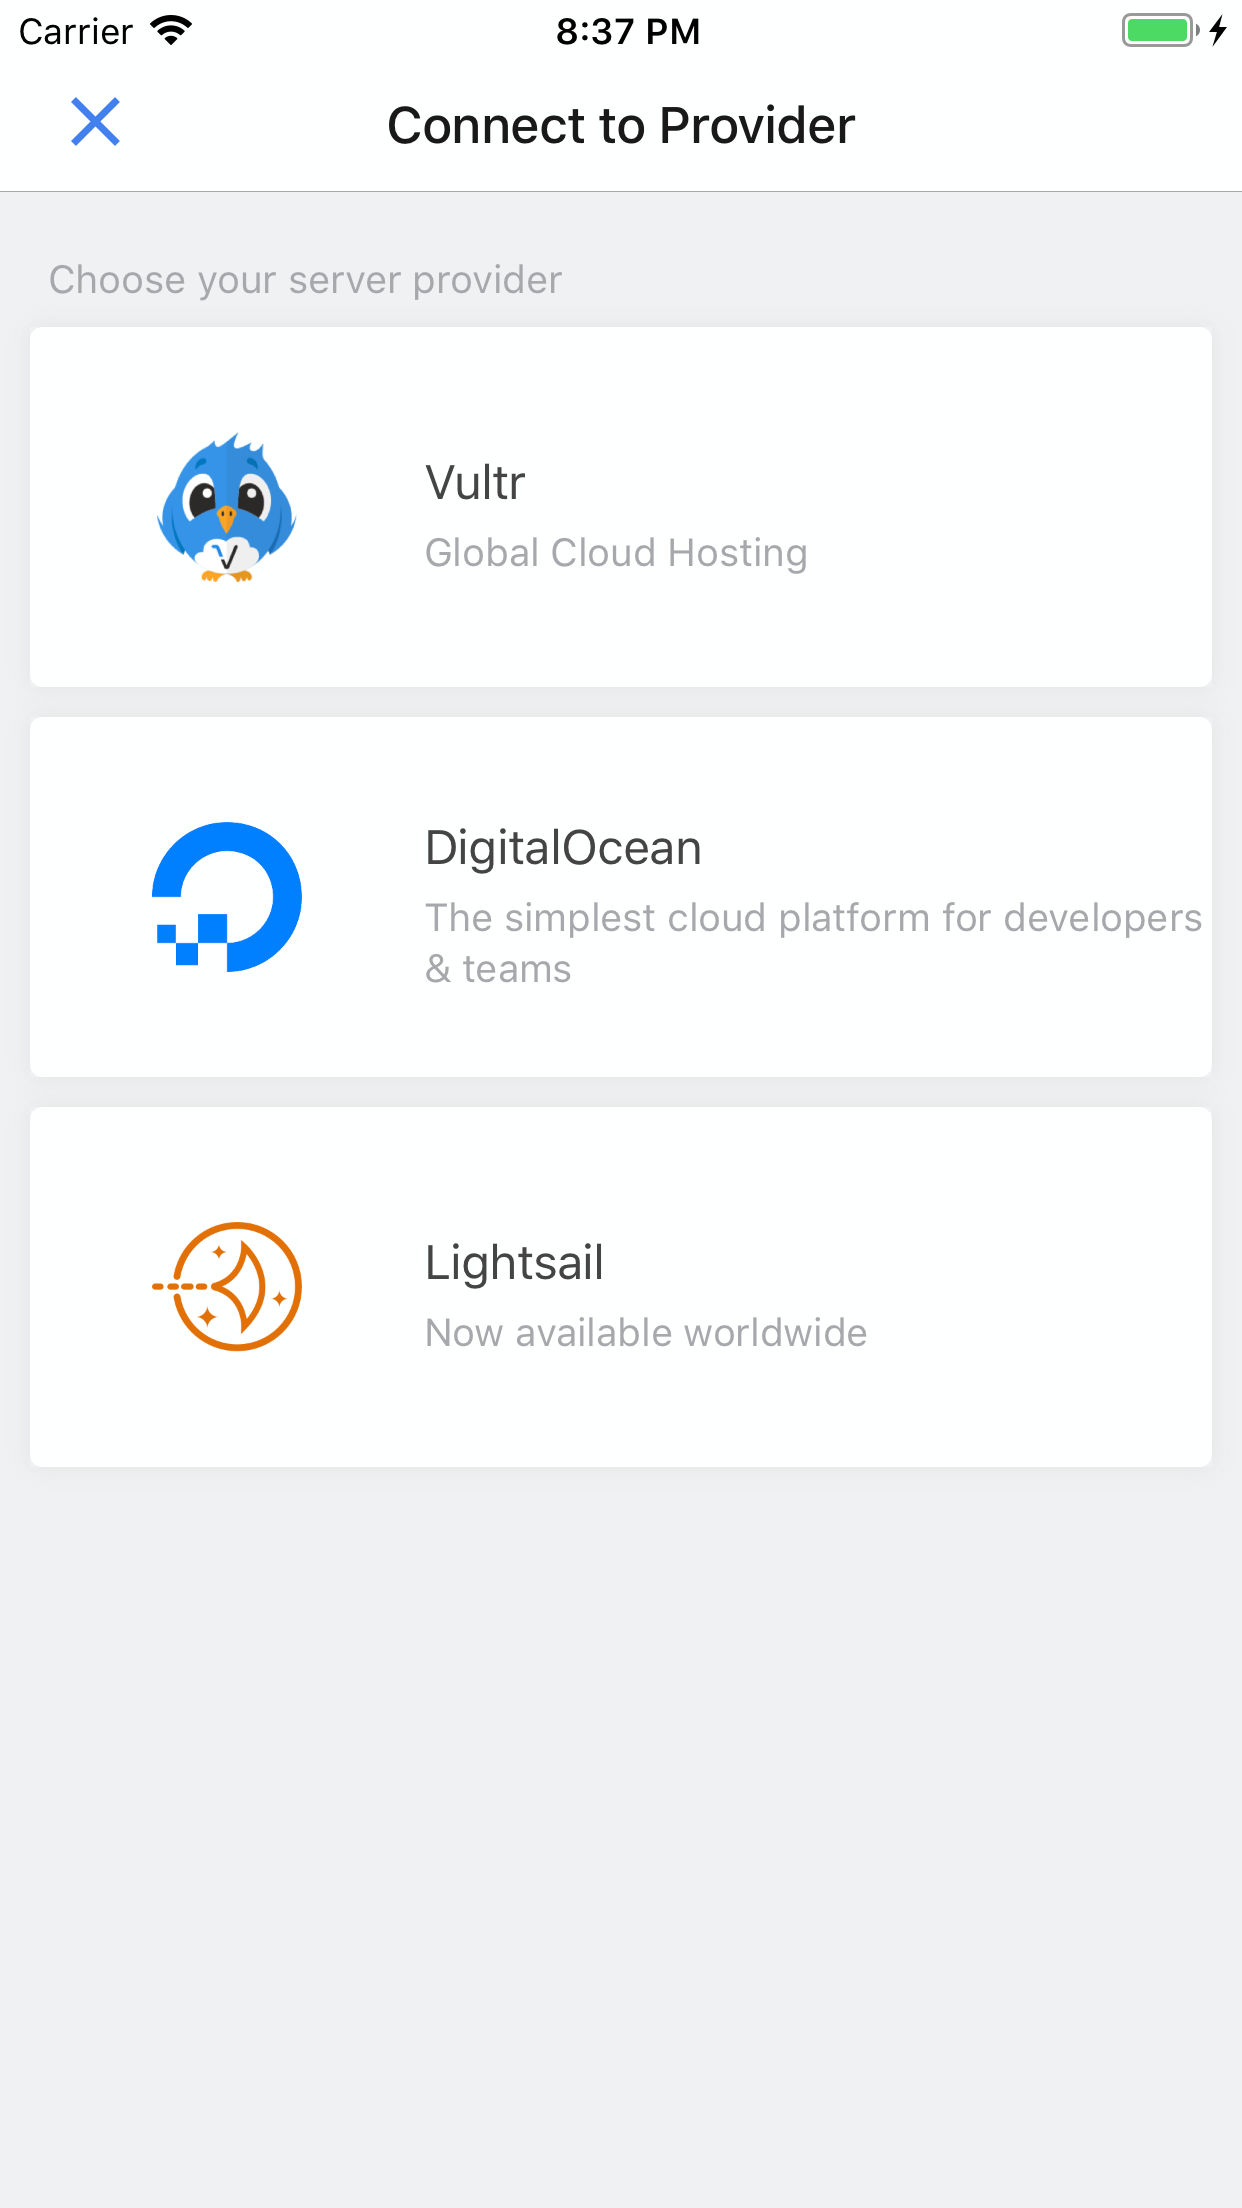 Carrier 8:37 PM
Connect to Provider
Choose your server provider
V
Vultr
Global Cloud Hosting
DigitalOcean
The simplest cloud platform for developers
& teams
Lightsail
Now available worldwide